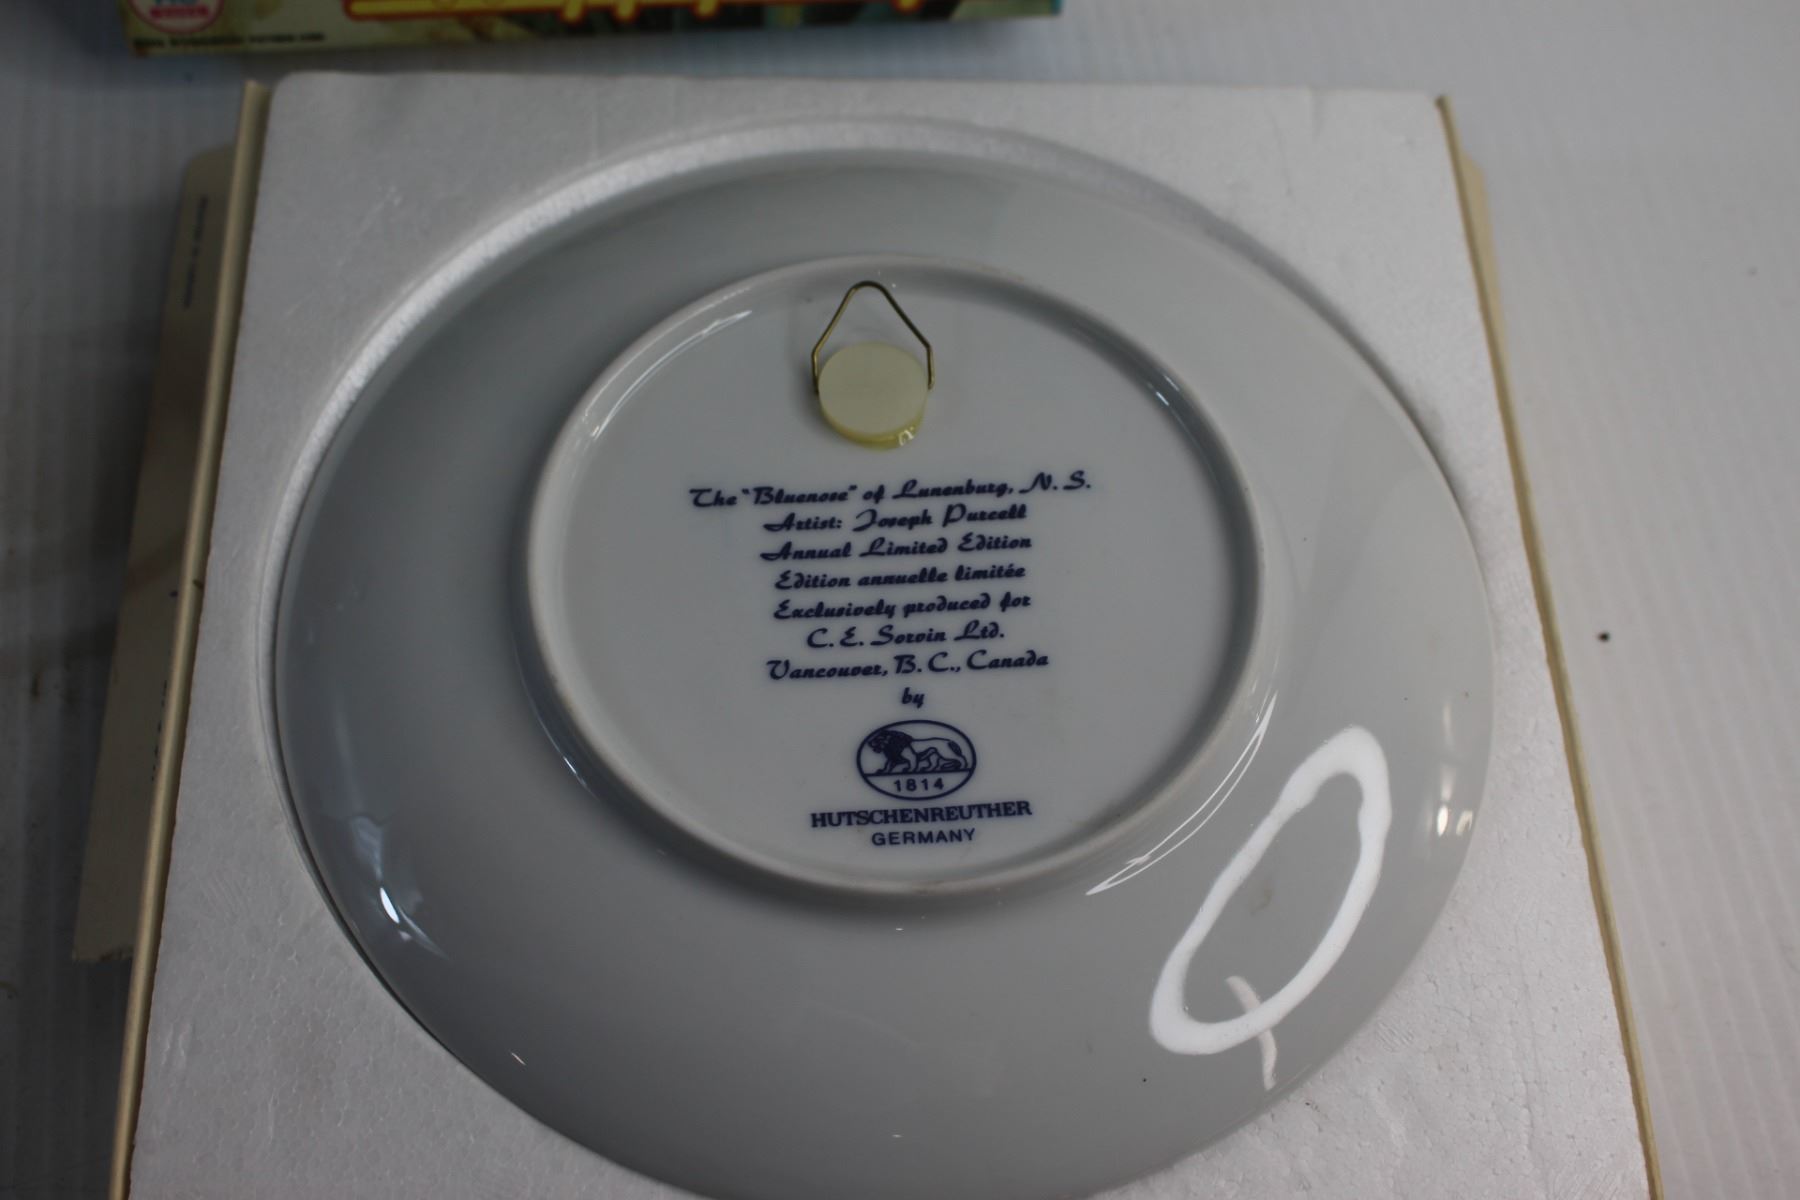 The "Bluenose" of Lunenburg, N. S.
Artist: Joseph Purcell
Annual Limited Edition
Edition annuelle limitée
Exclusively produced for
C. E. Sorvin Ltd.
Vancouver, B. C., Canada
by
1814
HUTSCHENREUTHER
GERMANY